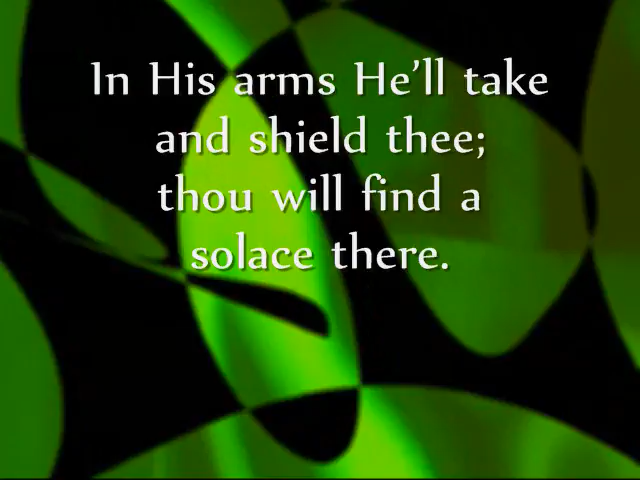 In His arms He’ll take
and shield thee;
thou will find a
solace there.